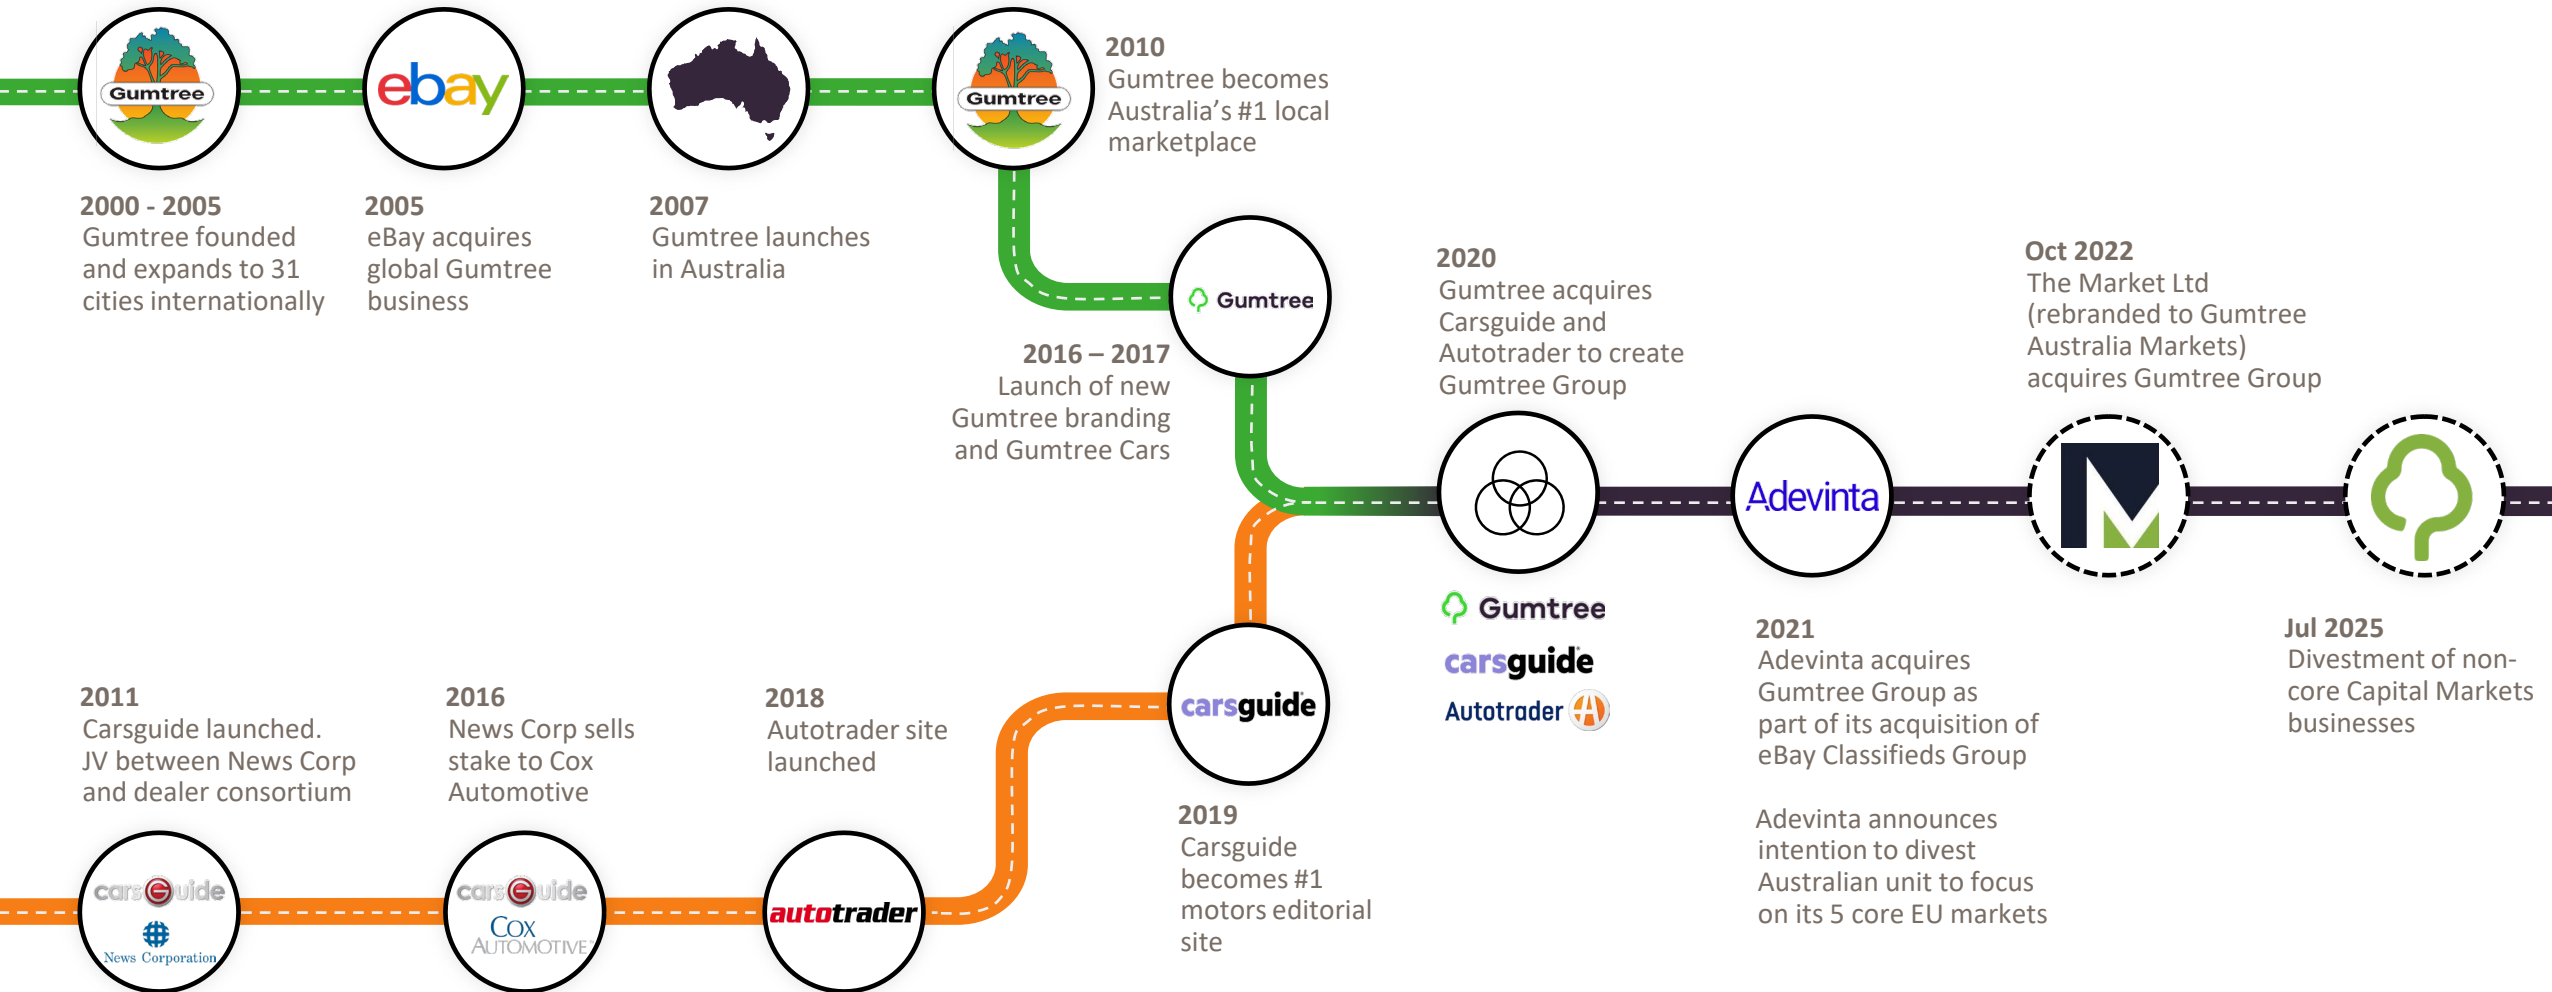 Gumtree
ebay
Gumtree
2010
Gumtree becomes
Australia’s #1 local
marketplace
2000 - 2005
Gumtree founded
and expands to 31
cities internationally
2005
eBay acquires
global Gumtree
business
2007
Gumtree launches
in Australia
Gumtree
2016 – 2017
Launch of new
Gumtree branding
and Gumtree Cars
2020
Gumtree acquires
Carsguide and
Autotrader to create
Gumtree Group
Oct 2022
The Market Ltd
(rebranded to Gumtree
Australia Markets)
acquires Gumtree Group
Adevinta
M
Gumtree
carsguide
Autotrader A
2021
Adevinta acquires
Gumtree Group as
part of its acquisition of
eBay Classifieds Group
Adevinta announces
intention to divest
Australian unit to focus
on its 5 core EU markets
Jul 2025
Divestment of non-
core Capital Markets
businesses
2011
Carsguide launched.
JV between News Corp
and dealer consortium
2016
News Corp sells
stake to Cox
Automotive
2018
Autotrader site
launched
carsguide
2019
Carsguide
becomes #1
motors editorial
site
carsGuide
News Corporation
carsGuide
COX
AUTOMOTIVE
autotrader